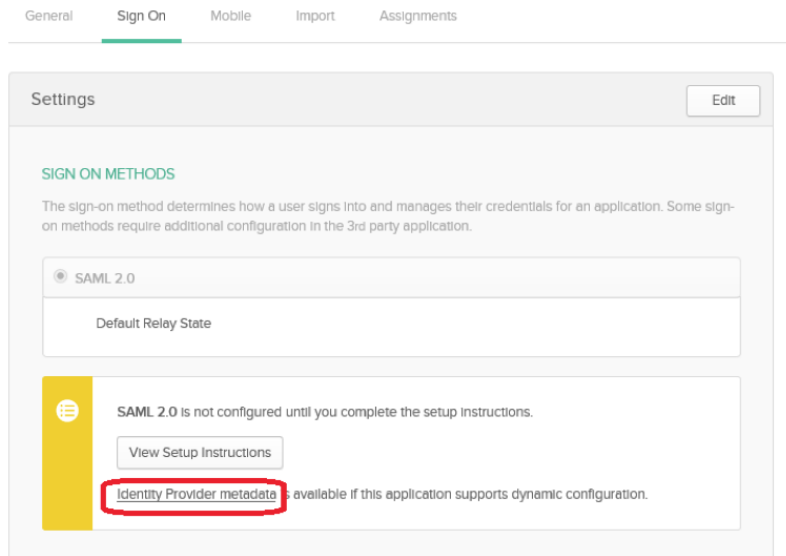 General Sign On Mobile Import Assignments
Settings Edit
SIGN ON METHODS
The sign-on method determines how a user signs into and manages their credentials for an application. Some sign-
on methods require additional configuration in the 3rd party application.
SAML 2.0
Default Relay State
SAML 2.0 is not configured until you complete the setup instructions.
View Setup Instructions
Identity Provider metadata s available if this application supports dynamic configuration.